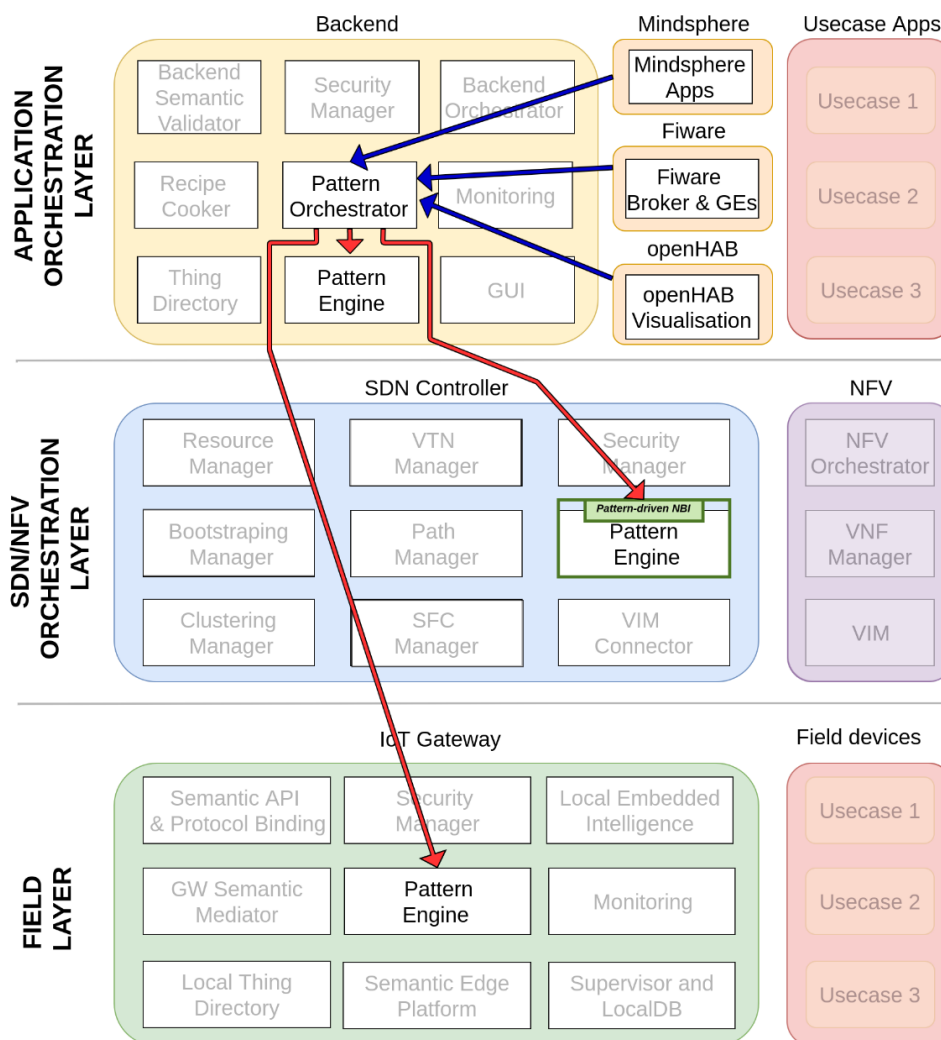 Backend
Mindsphere
Usecase Apps
APPLICATION
ORCHESTRATION
LAYER
Backend
Semantic
Validator
Security
Manager
Backend
Orchestrator
Mindsphere
Apps
Usecase 1
Fiware
Recipe
Cooker
Pattern
Orchestrator
Monitoring
Fiware
Broker & GEs
Usecase 2
openHAB
Thing
Directory
Pattern
Engine
GUI
openHAB
Visualisation
Usecase 3
SDN Controller
NFV
SDN/NFV
ORCHESTRATION
LAYER
Resource
Manager
VTN
Manager
Security
Manager
NFV
Orchestrator
Bootstraping
Manager
Path
Manager
Pattern-driven NBI
Pattern
Engine
VNF
Manager
Clustering
Manager
SFC
Manager
VIM
Connector
VIM
IoT Gateway
Field devices
FIELD
LAYER
Semantic API
& Protocol Binding
Security
Manager
Local Embedded
Intelligence
Usecase 1
GW Semantic
Mediator
Pattern
Engine
Monitoring
Usecase 2
Local Thing
Directory
Semantic Edge
Platform
Supervisor and
LocalDB
Usecase 3